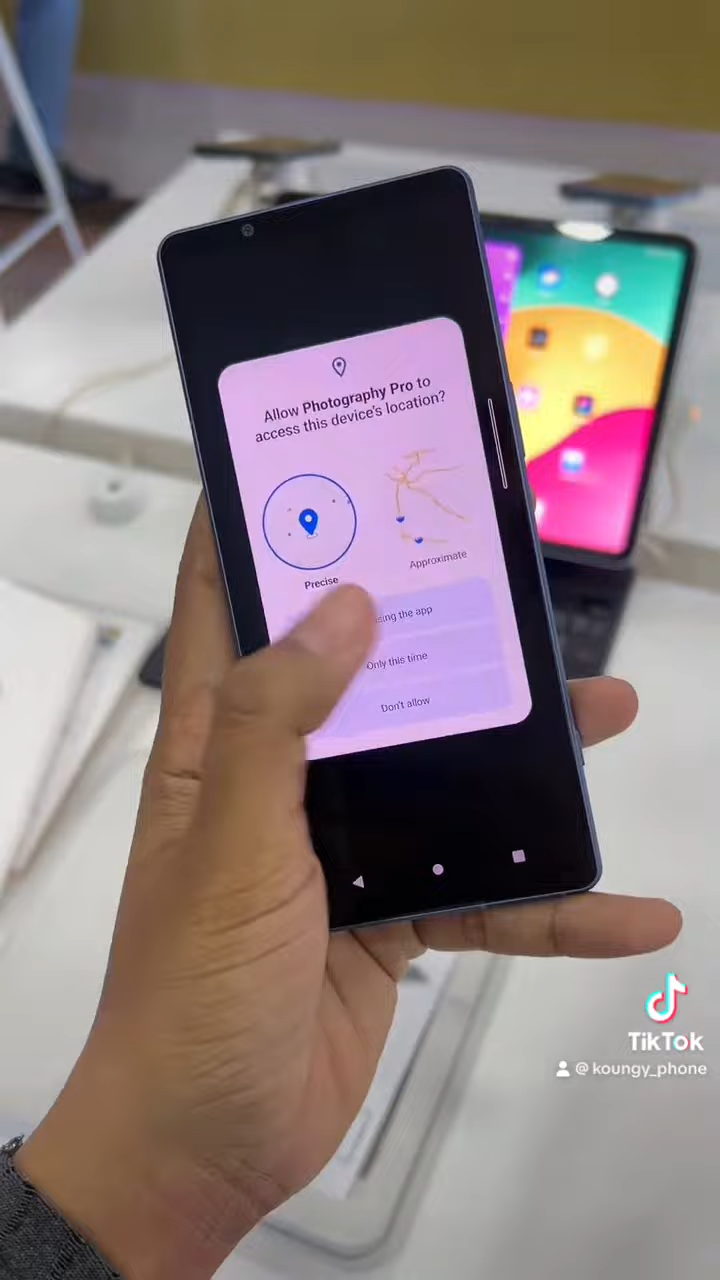 Allow Photography Pro to
access this device's location?
Precise
Approximate
the app
Only this time
Don't allow
TikTok
@koungy_phone